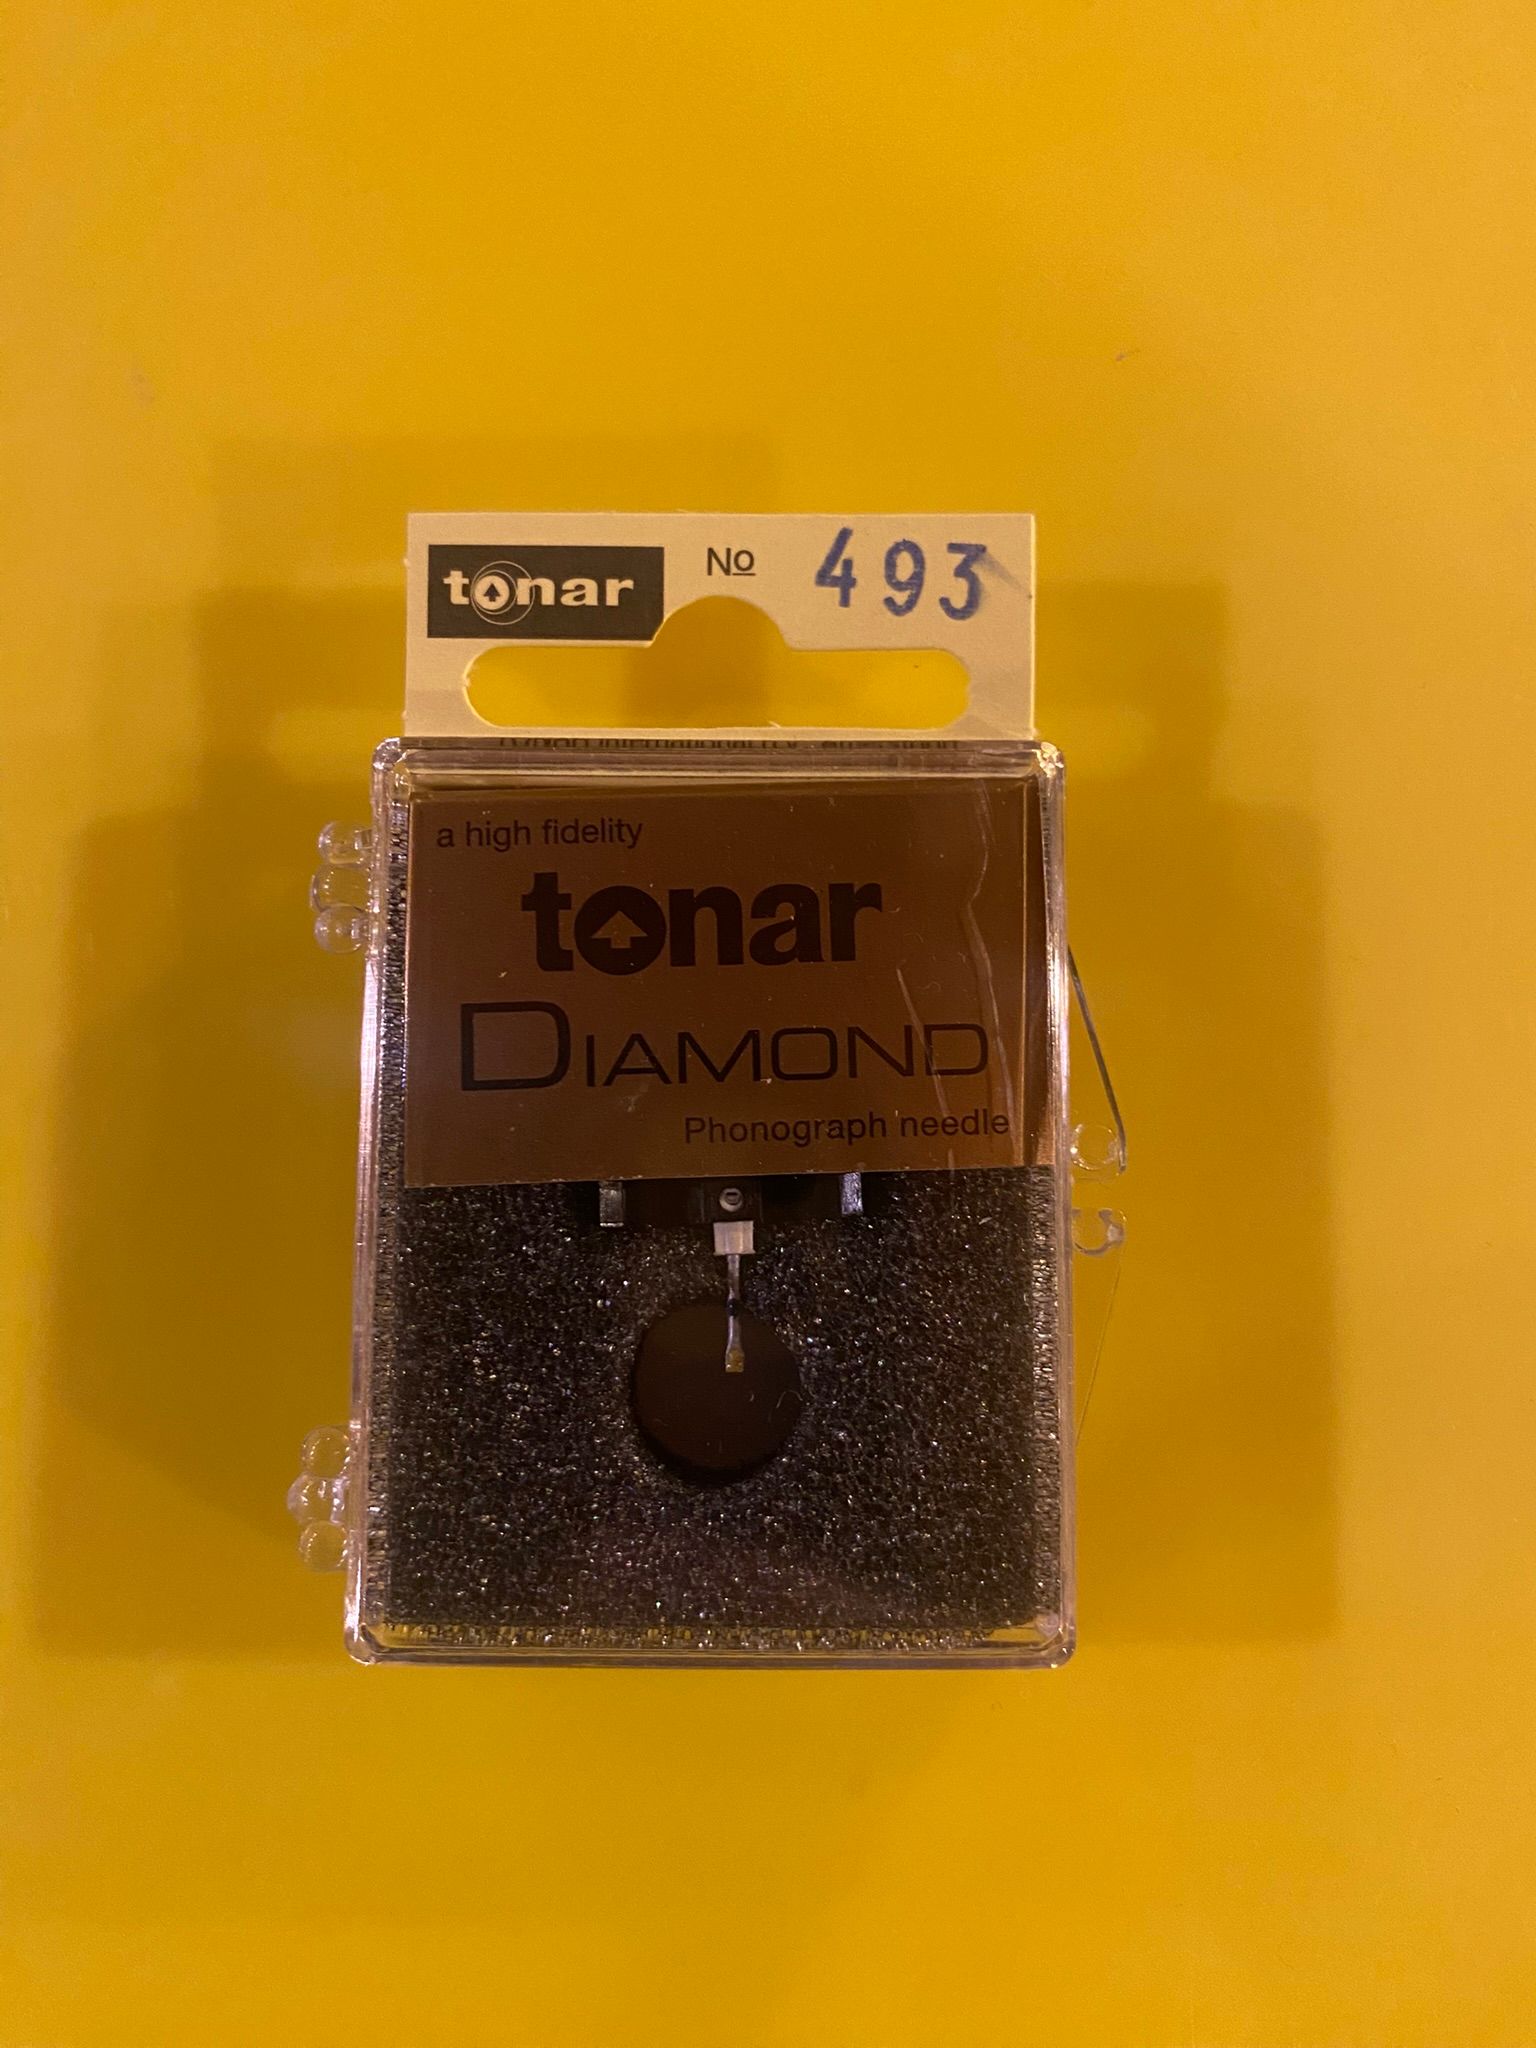 tonar No 493
a high fidelity
tonar
DIAMOND
Phonograph needle